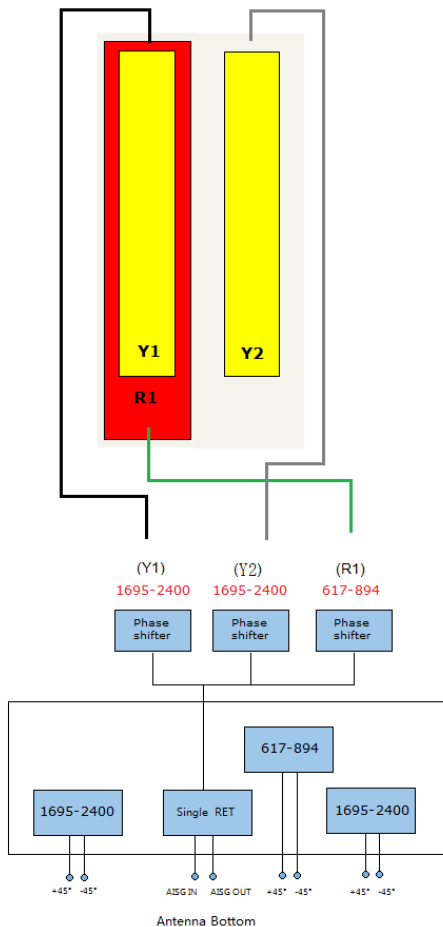 Y1
Y2
R1
(Y1) (Y2) (R1)
1695-2400 1695-2400 617-894
Phase shifter
Phase shifter
Phase shifter
617-894
1695-2400
Single RET
1695-2400
+45° -45° AISG IN AISG OUT +45° -45° +45° -45°
Antenna Bottom